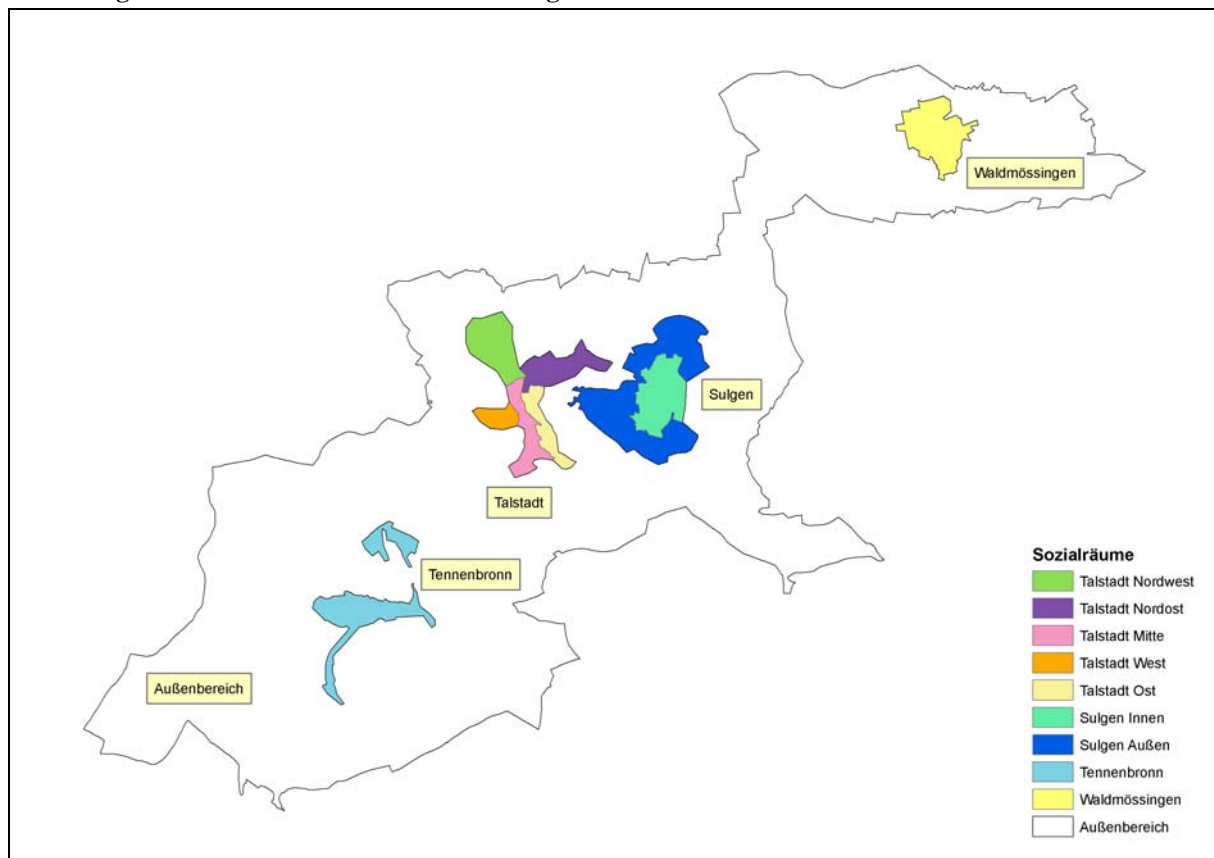 Waldmössingen
Sulgen
Talstadt
Tennenbronn
Außenbereich
Sozialräume
Talstadt Nordwest
Talstadt Nordost
Talstadt Mitte
Talstadt West
Talstadt Ost
Sulgen Innen
Sulgen Außen
Tennenbronn
Waldmössingen
Außenbereich